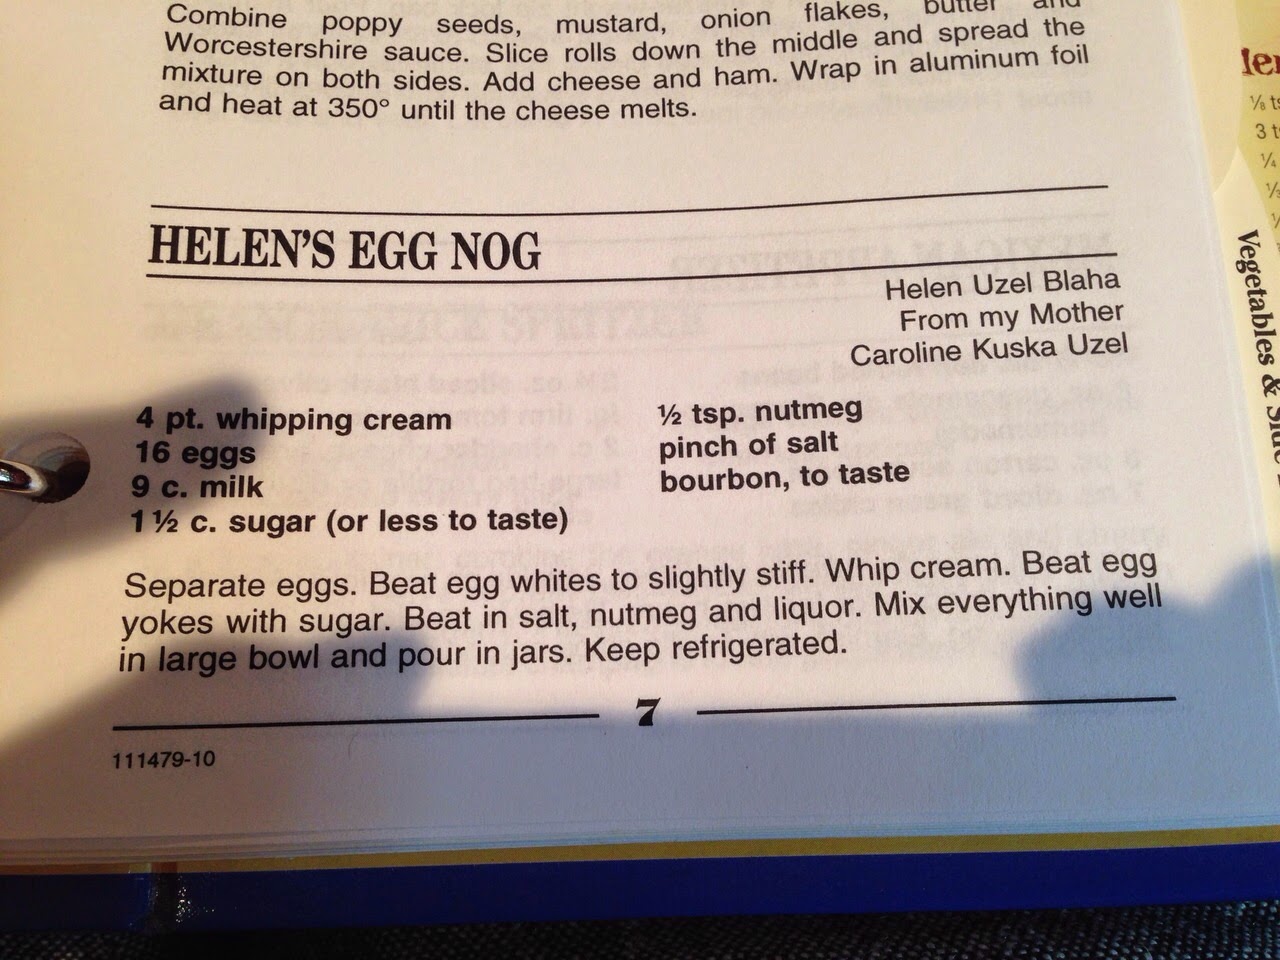 Combine poppy seeds, mustard, onion flakes, butter and
Worcestershire sauce. Slice rolls down the middle and spread the
mixture on both sides. Add cheese and ham. Wrap in aluminum foil
and heat at 350° until the cheese melts.
HELEN'S EGG NOG
Helen Uzel Blaha
From my Mother
Caroline Kuska Uzel
4 pt. whipping cream
16 eggs
9 c. milk
1½ c. sugar (or less to taste)
½ tsp. nutmeg
pinch of salt
bourbon, to taste
Separate eggs. Beat egg whites to slightly stiff. Whip cream. Beat egg
yokes with sugar. Beat in salt, nutmeg and liquor. Mix everything well
in large bowl and pour in jars. Keep refrigerated.
7
111479-10
Vegetables &
⅛ ts
3 t
¼